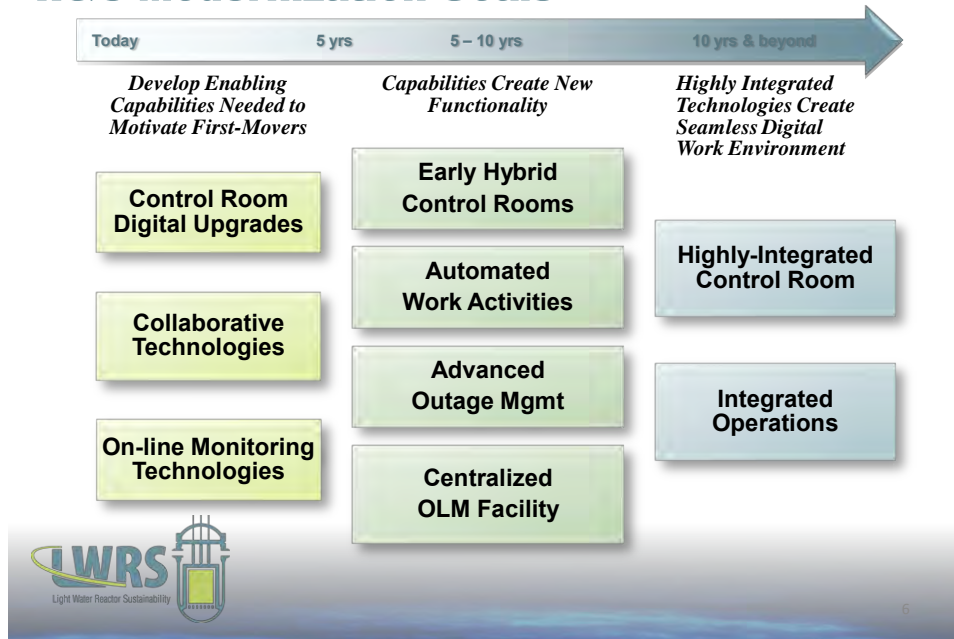 Today 5 yrs 5 – 10 yrs 10 yrs & beyond
Develop Enabling
Capabilities Needed to
Motivate First-Movers
Capabilities Create New
Functionality
Highly Integrated
Technologies Create
Seamless Digital
Work Environment
Control Room
Digital Upgrades
Collaborative
Technologies
On-line Monitoring
Technologies
Early Hybrid
Control Rooms
Automated
Work Activities
Advanced
Outage Mgmt
Centralized
OLM Facility
Highly-Integrated
Control Room
Integrated
Operations
LWRS
Light Water Reactor Sustainability
6